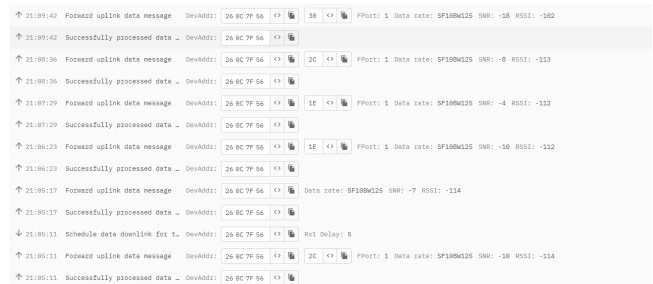 ↑ 21:09:42 Forward uplink data message DevAddr: 26 0C 7F 56 <> 30 <> FPort: 1 Data rate: SF10BW125 SNR: -18 RSSI: -102
↑ 21:09:42 Successfully processed data … DevAddr: 26 0C 7F 56 <>
↑ 21:08:36 Forward uplink data message DevAddr: 26 0C 7F 56 <> 2C <> FPort: 1 Data rate: SF10BW125 SNR: -8 RSSI: -113
↑ 21:08:36 Successfully processed data … DevAddr: 26 0C 7F 56 <>
↑ 21:07:29 Forward uplink data message DevAddr: 26 0C 7F 56 <> 1E <> FPort: 1 Data rate: SF10BW125 SNR: -4 RSSI: -112
↑ 21:07:29 Successfully processed data … DevAddr: 26 0C 7F 56 <>
↑ 21:06:23 Forward uplink data message DevAddr: 26 0C 7F 56 <> 1E <> FPort: 1 Data rate: SF10BW125 SNR: -10 RSSI: -112
↑ 21:06:23 Successfully processed data … DevAddr: 26 0C 7F 56 <>
↑ 21:05:17 Forward uplink data message DevAddr: 26 0C 7F 56 <> Data rate: SF10BW125 SNR: -7 RSSI: -114
↑ 21:05:17 Successfully processed data … DevAddr: 26 0C 7F 56 <>
↓ 21:05:11 Schedule data downlink for t… DevAddr: 26 0C 7F 56 <> Rx1 Delay: 5
↑ 21:05:11 Forward uplink data message DevAddr: 26 0C 7F 56 <> 2C <> FPort: 1 Data rate: SF10BW125 SNR: -10 RSSI: -114
↑ 21:05:11 Successfully processed data … DevAddr: 26 0C 7F 56 <>